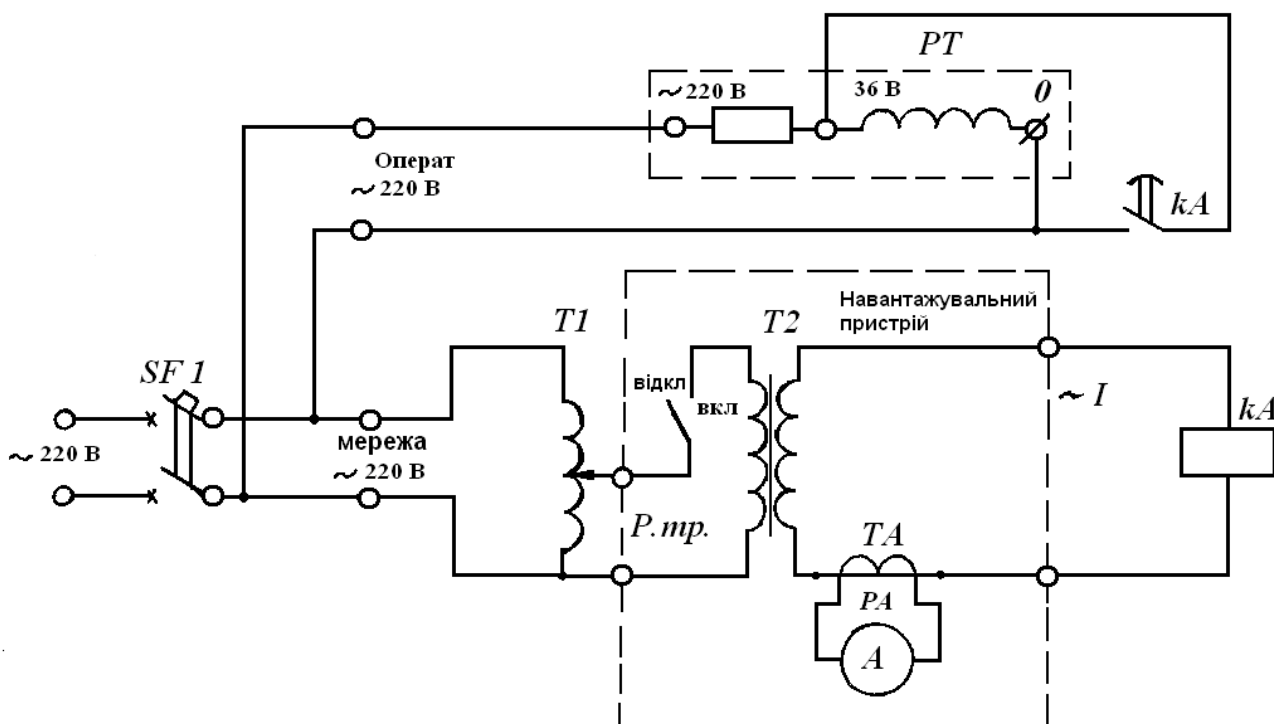 РТ
~ 220 В
36 В
0
Операт
~ 220 В
kA
Навантажувальний
пристрій
T1
T2
SF 1
відкл
вкл
~ I
kA
~ 220 В
мережа
~ 220 В
Р.тр.
TA
PA
A